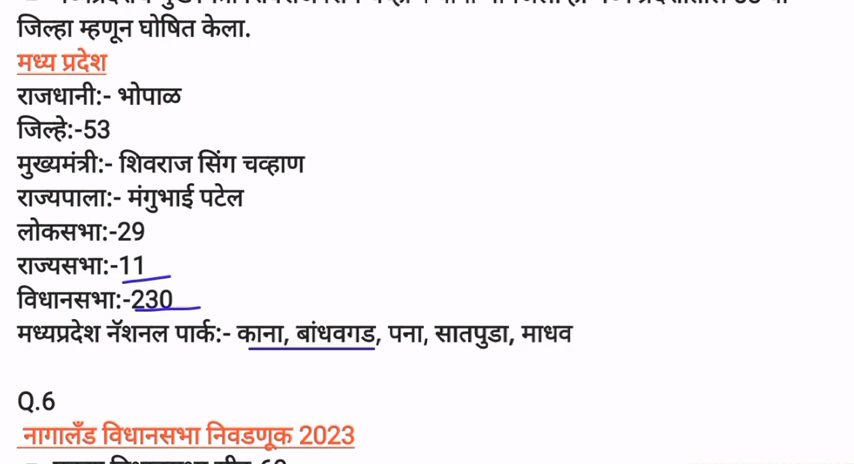 जिल्हा म्हणून घोषित केला.
मध्य प्रदेश
राजधानी:- भोपाळ
जिल्हे:-53
मुख्यमंत्री:- शिवराज सिंग चव्हाण
राज्यपाला:- मंगुभाई पटेल
लोकसभा:-29
राज्यसभा:-11
विधानसभा:-230
मध्यप्रदेश नॅशनल पार्क:- काना, बांधवगड, पना, सातपुडा, माधव
Q.6
नागालँड विधानसभा निवडणूक 2023